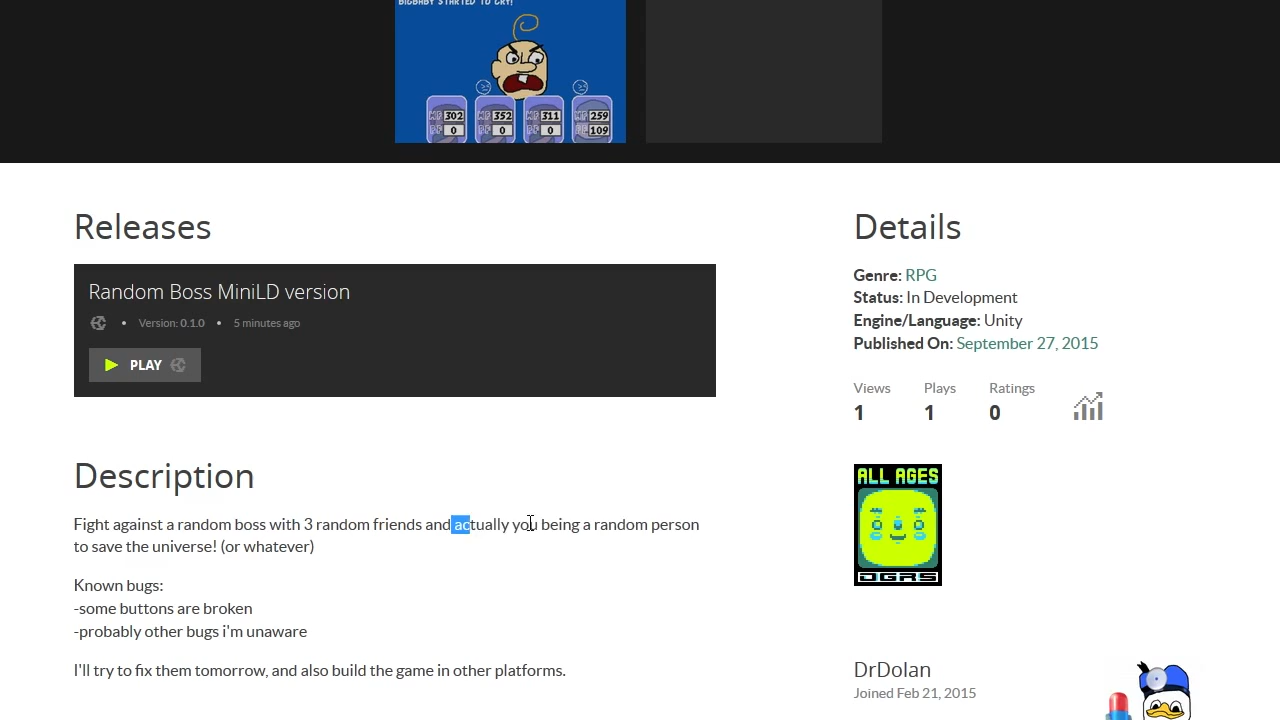 BIGBABY STARTED TO CRY!
HP 302 HP 352 HP 311 HP 259
0 0 0 109
Releases
Random Boss MiniLD version
• Version: 0.1.0 • 5 minutes ago
PLAY
Description
Fight against a random boss with 3 random friends and actually you being a random person
to save the universe! (or whatever)
Known bugs:
-some buttons are broken
-probably other bugs i'm unaware
I'll try to fix them tomorrow, and also build the game in other platforms.
Details
Genre: RPG
Status: In Development
Engine/Language: Unity
Published On: September 27, 2015
Views Plays Ratings
1 1 0
ALL AGES
DGRS
DrDolan
Joined Feb 21, 2015